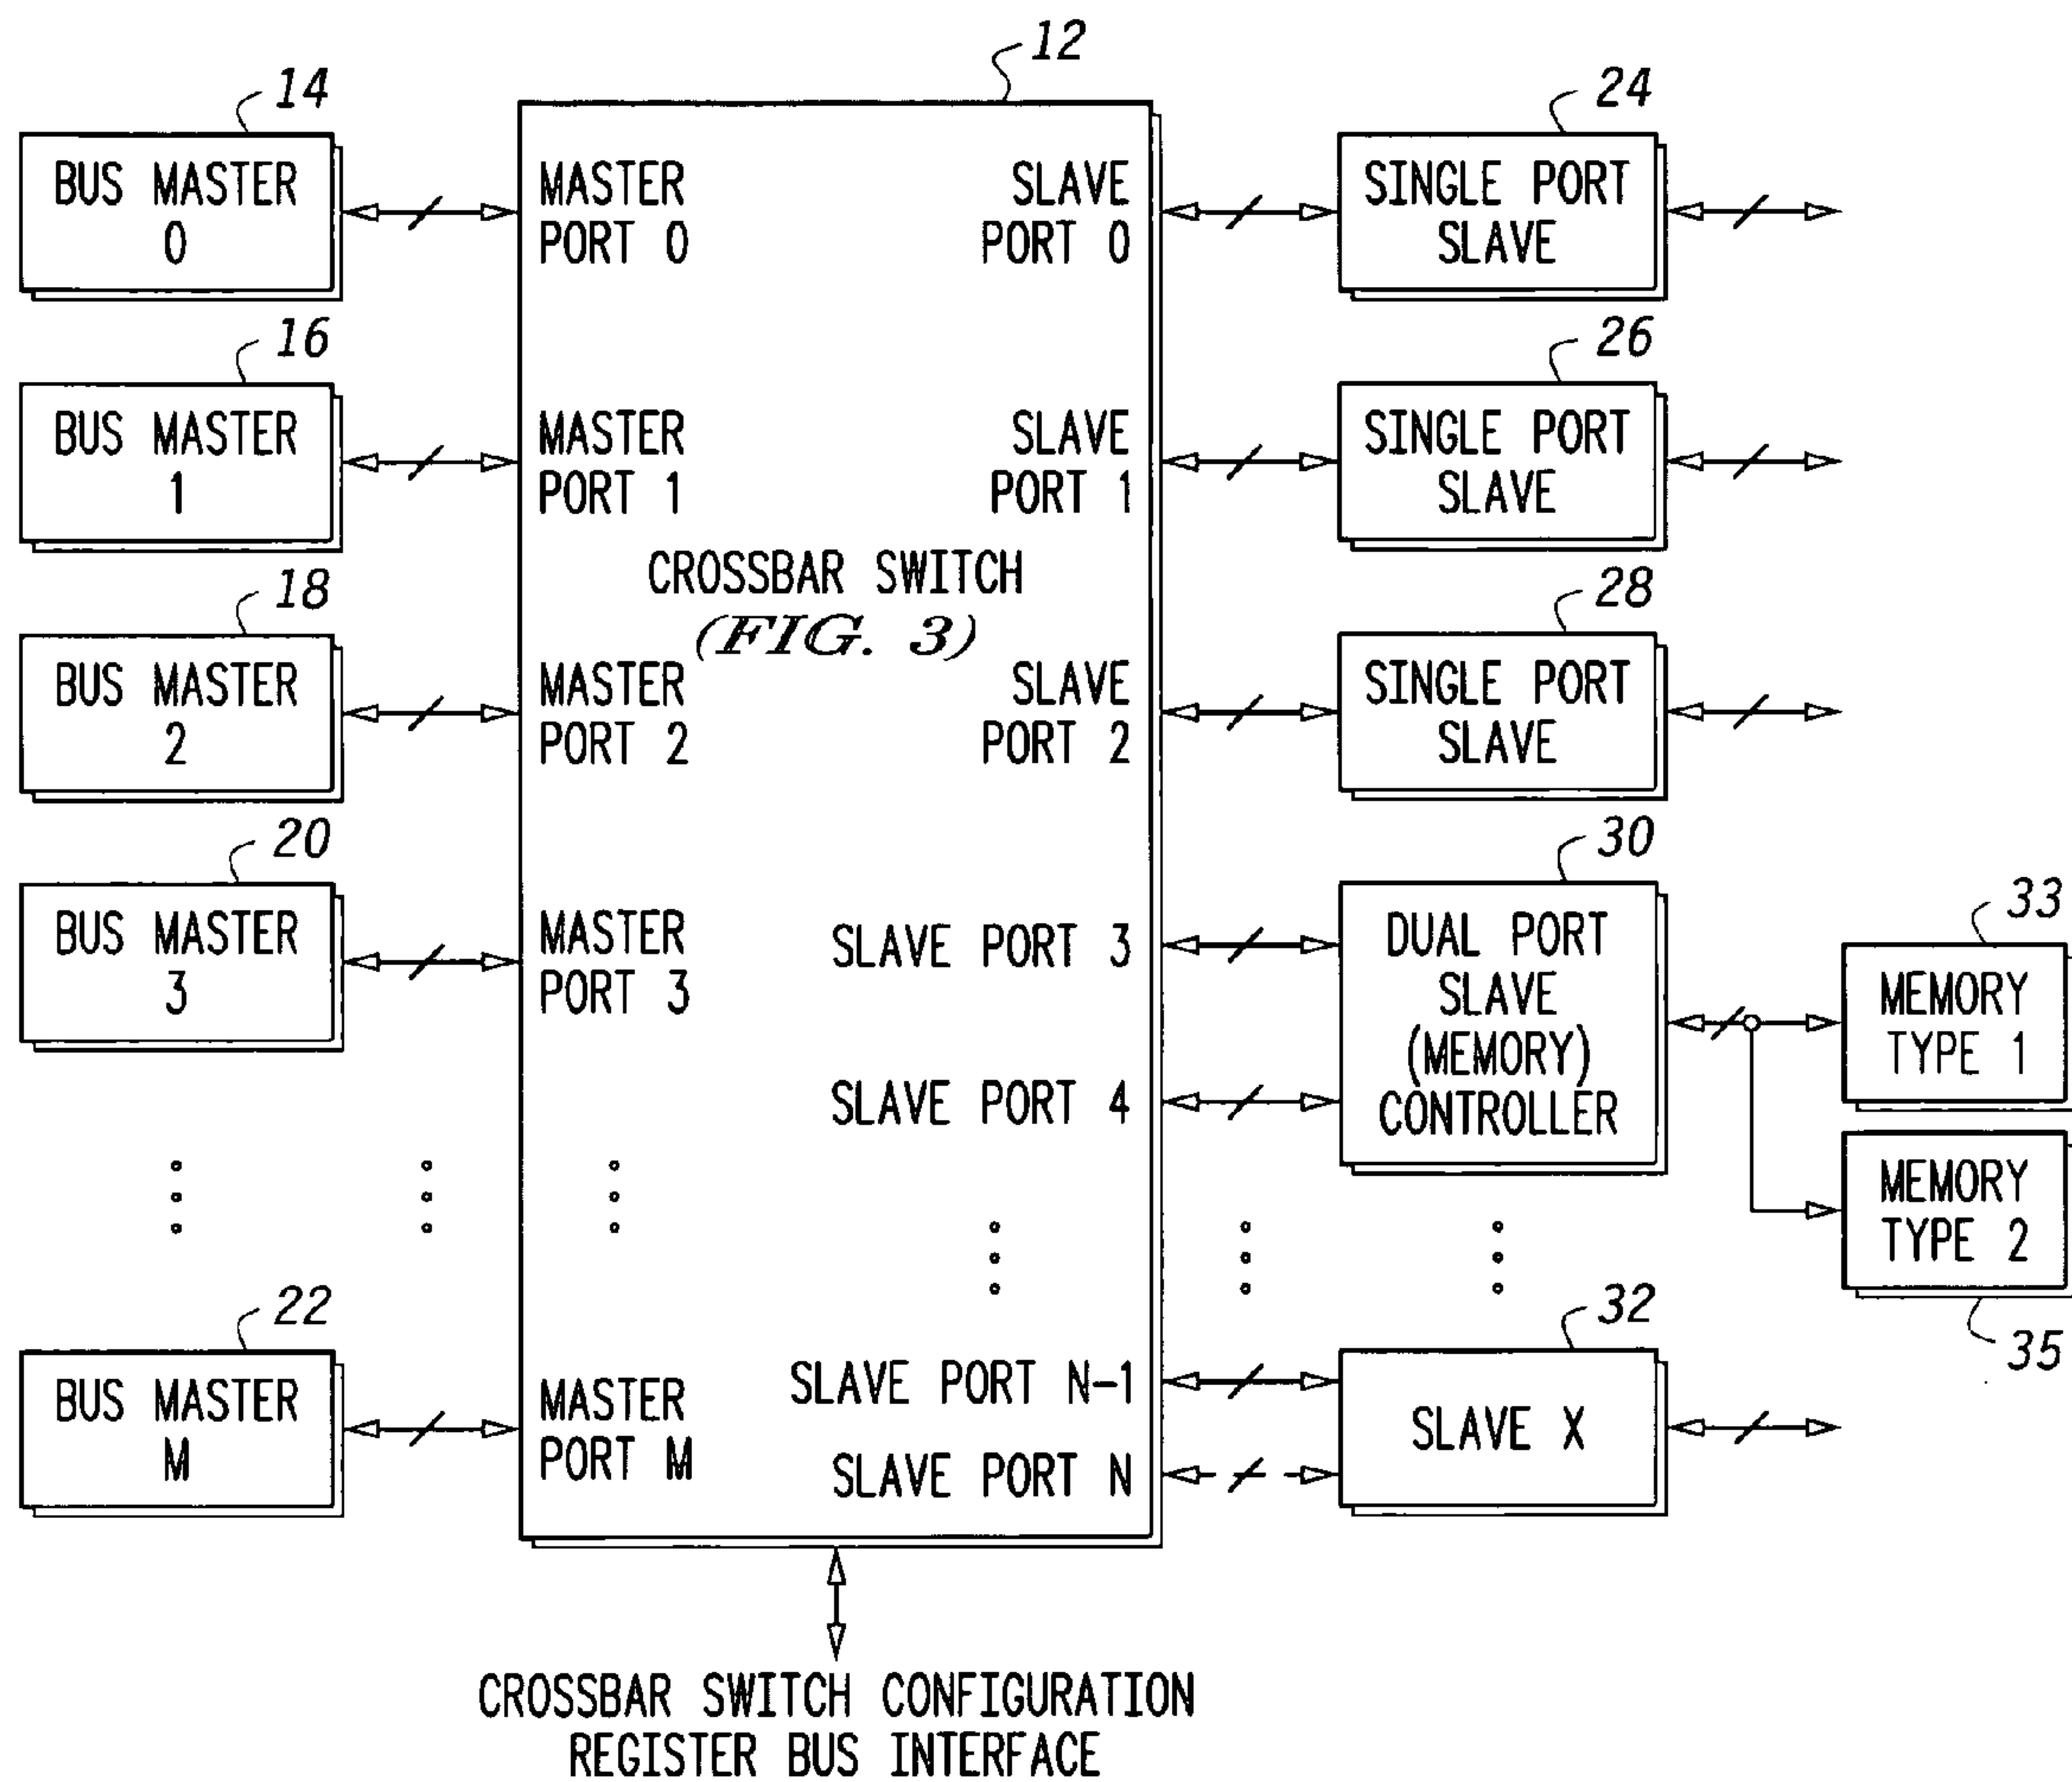 12
14
BUS MASTER
0
16
BUS MASTER
1
18
BUS MASTER
2
20
BUS MASTER
3
22
BUS MASTER
M
MASTER
PORT 0
MASTER
PORT 1
CROSSBAR SWITCH
(FIG. 3)
MASTER
PORT 2
MASTER
PORT 3
MASTER
PORT M
SLAVE
PORT 0
SLAVE
PORT 1
SLAVE
PORT 2
SLAVE PORT 3
SLAVE PORT 4
SLAVE PORT N-1
SLAVE PORT N
24
SINGLE PORT
SLAVE
26
SINGLE PORT
SLAVE
28
SINGLE PORT
SLAVE
30
DUAL PORT
SLAVE
(MEMORY)
CONTROLLER
32
SLAVE X
33
MEMORY
TYPE 1
MEMORY
TYPE 2
35
CROSSBAR SWITCH CONFIGURATION
REGISTER BUS INTERFACE